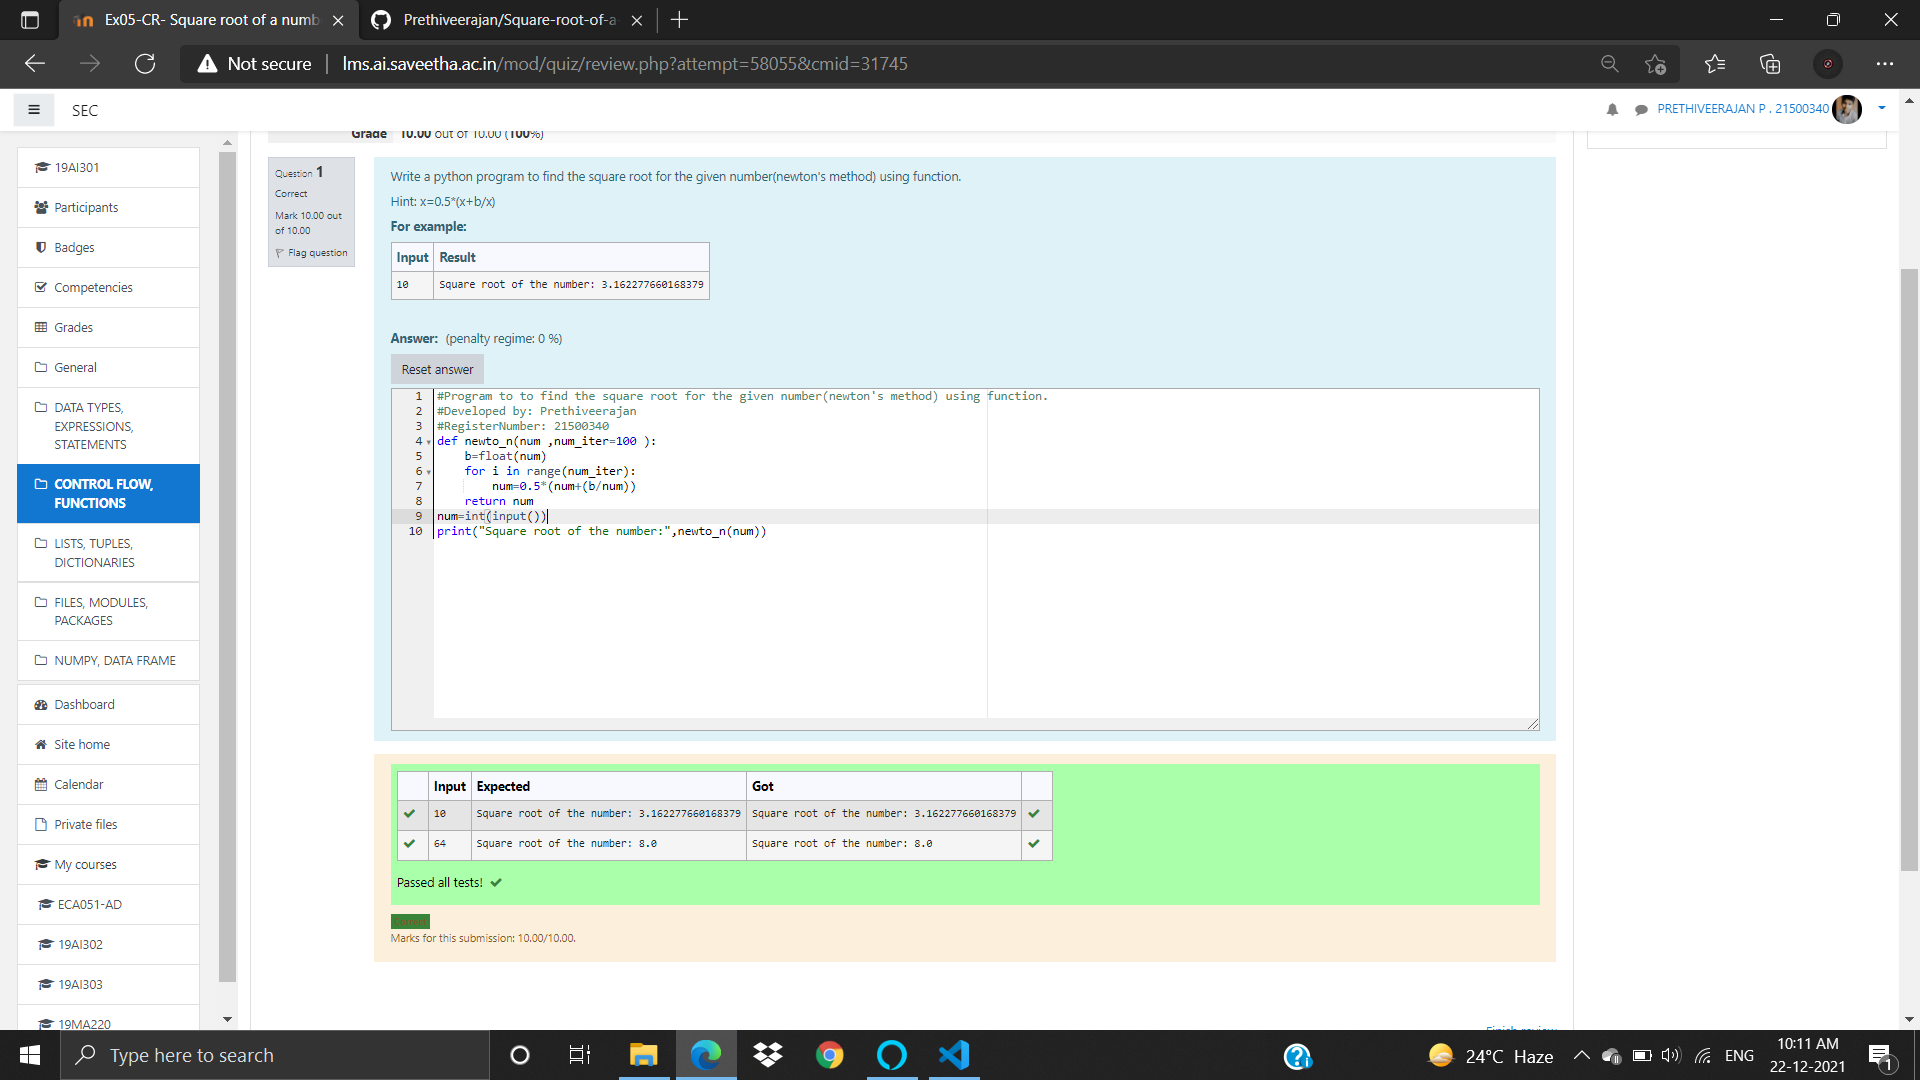 Ex05-CR- Square root of a numb
Prethiveerajan/Square-root-of-a
Not secure
lms.ai.saveetha.ac.in/mod/quiz/review.php?attempt=58055&cmid=31745
SEC
PRETHIVEERAJAN P . 21500340
19AI301
Participants
Badges
Competencies
Grades
General
DATA TYPES,
EXPRESSIONS,
STATEMENTS
CONTROL FLOW,
FUNCTIONS
LISTS, TUPLES,
DICTIONARIES
FILES, MODULES,
PACKAGES
NUMPY, DATA FRAME
Dashboard
Site home
Calendar
Private files
My courses
ECA051-AD
19AI302
19AI303
19MA220
Grade 10.00 out of 10.00 (100%)
Question 1
Correct
Mark 10.00 out
of 10.00
Flag question
Write a python program to find the square root for the given number(newton's method) using function.
Hint: x=0.5*(x+b/x)
For example:
Input Result
10 Square root of the number: 3.162277660168379
Answer: (penalty regime: 0 %)
Reset answer
1 #Program to to find the square root for the given number(newton's method) using function.
2 #Developed by: Prethiveerajan
3 #RegisterNumber: 21500340
4 def newto_n(num ,num_iter=100 ):
5 b=float(num)
6 for i in range(num_iter):
7 num=0.5*(num+(b/num))
8 return num
9 num=int(input())
10 print("Square root of the number:",newto_n(num))
Input Expected Got
10 Square root of the number: 3.162277660168379 Square root of the number: 3.162277660168379
64 Square root of the number: 8.0 Square root of the number: 8.0
Passed all tests!
Marks for this submission: 10.00/10.00.
Finish review
Type here to search
24°C Haze
ENG
10:11 AM
22-12-2021
1